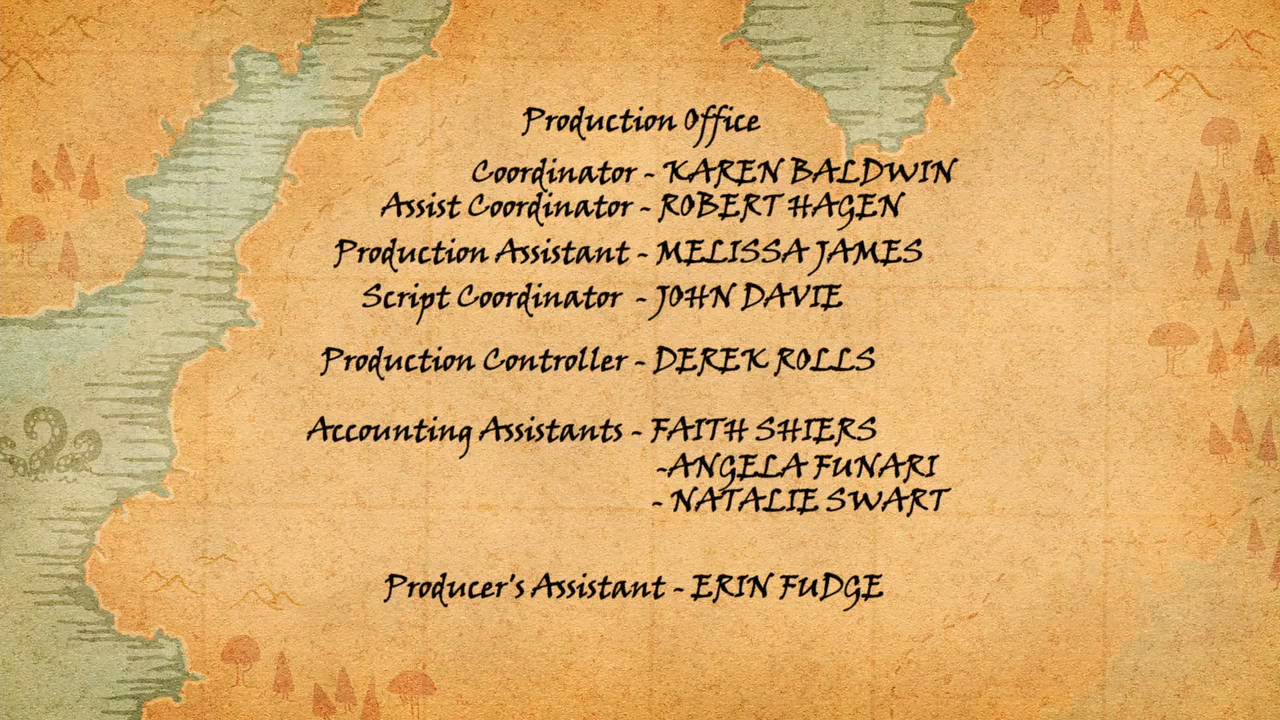 Production Office
Coordinator - KAREN BALDWIN
Assist Coordinator - ROBERT HAGEN
Production Assistant - MELISSA JAMES
Script Coordinator - JOHN DAVIE
Production Controller - DEREK ROLLS
Accounting Assistants - FAITH SHIERS
-ANGELA FUNARI
- NATALIE SWART
Producer's Assistant - ERIN FUDGE